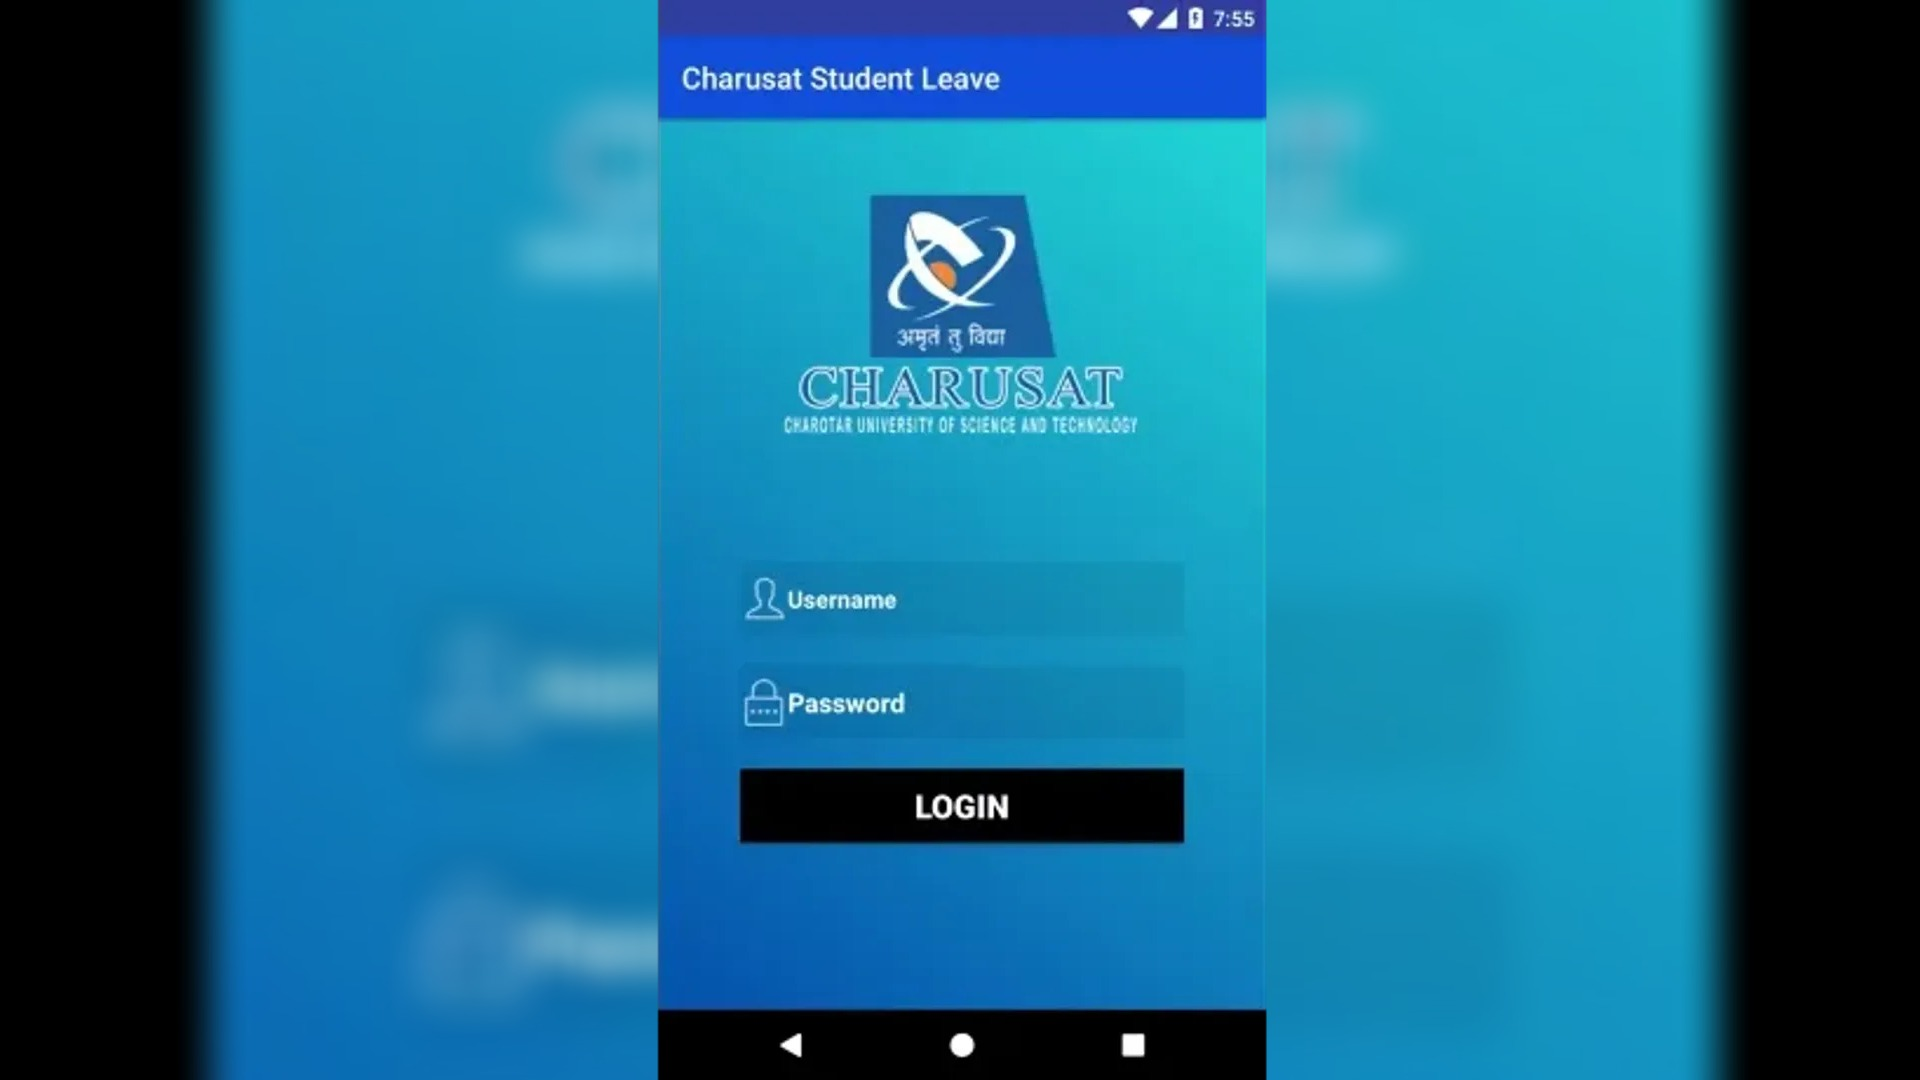 7:55
Charusat Student Leave
अमृतं तु विद्या
CHARUSAT
CHAROTAR UNIVERSITY OF SCIENCE AND TECHNOLOGY
Username
Password
LOGIN